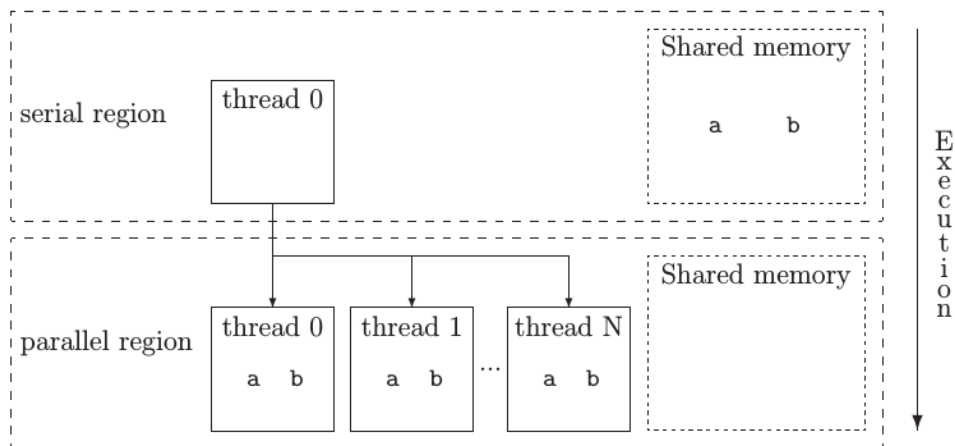 Shared memory
thread 0
serial region
a b
Execution
Shared memory
thread 0 thread 1 thread N
parallel region
a b a b ... a b